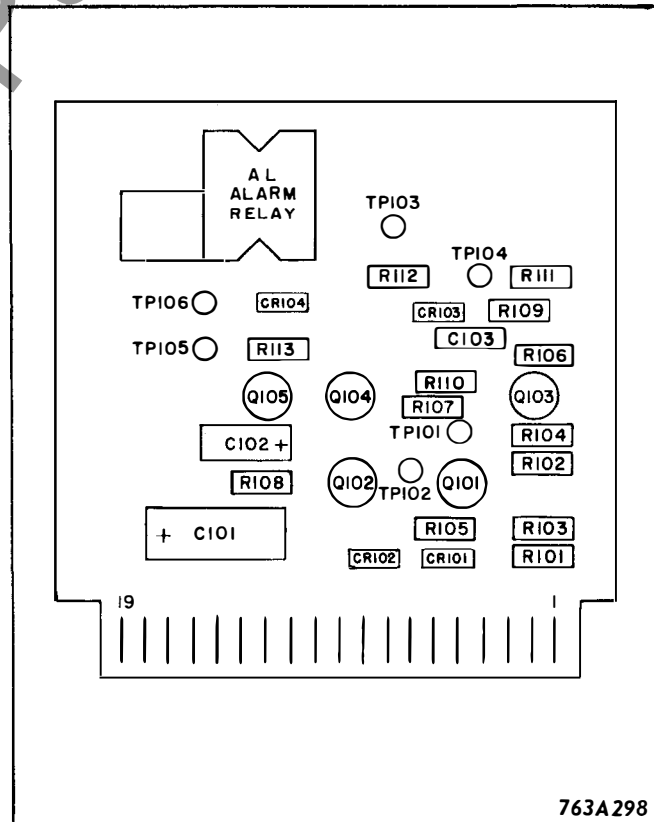 AL
ALARM
RELAY
TP103
TP104
R112
R111
TP106
CR104
CR103
R109
C103
TP105
R113
R106
R110
Q105
Q104
R107
Q103
TP101
R104
C102 +
R102
R108
Q102
TP102
Q101
+ C101
R105
R103
CR102
CR101
R101
19
1
763A298